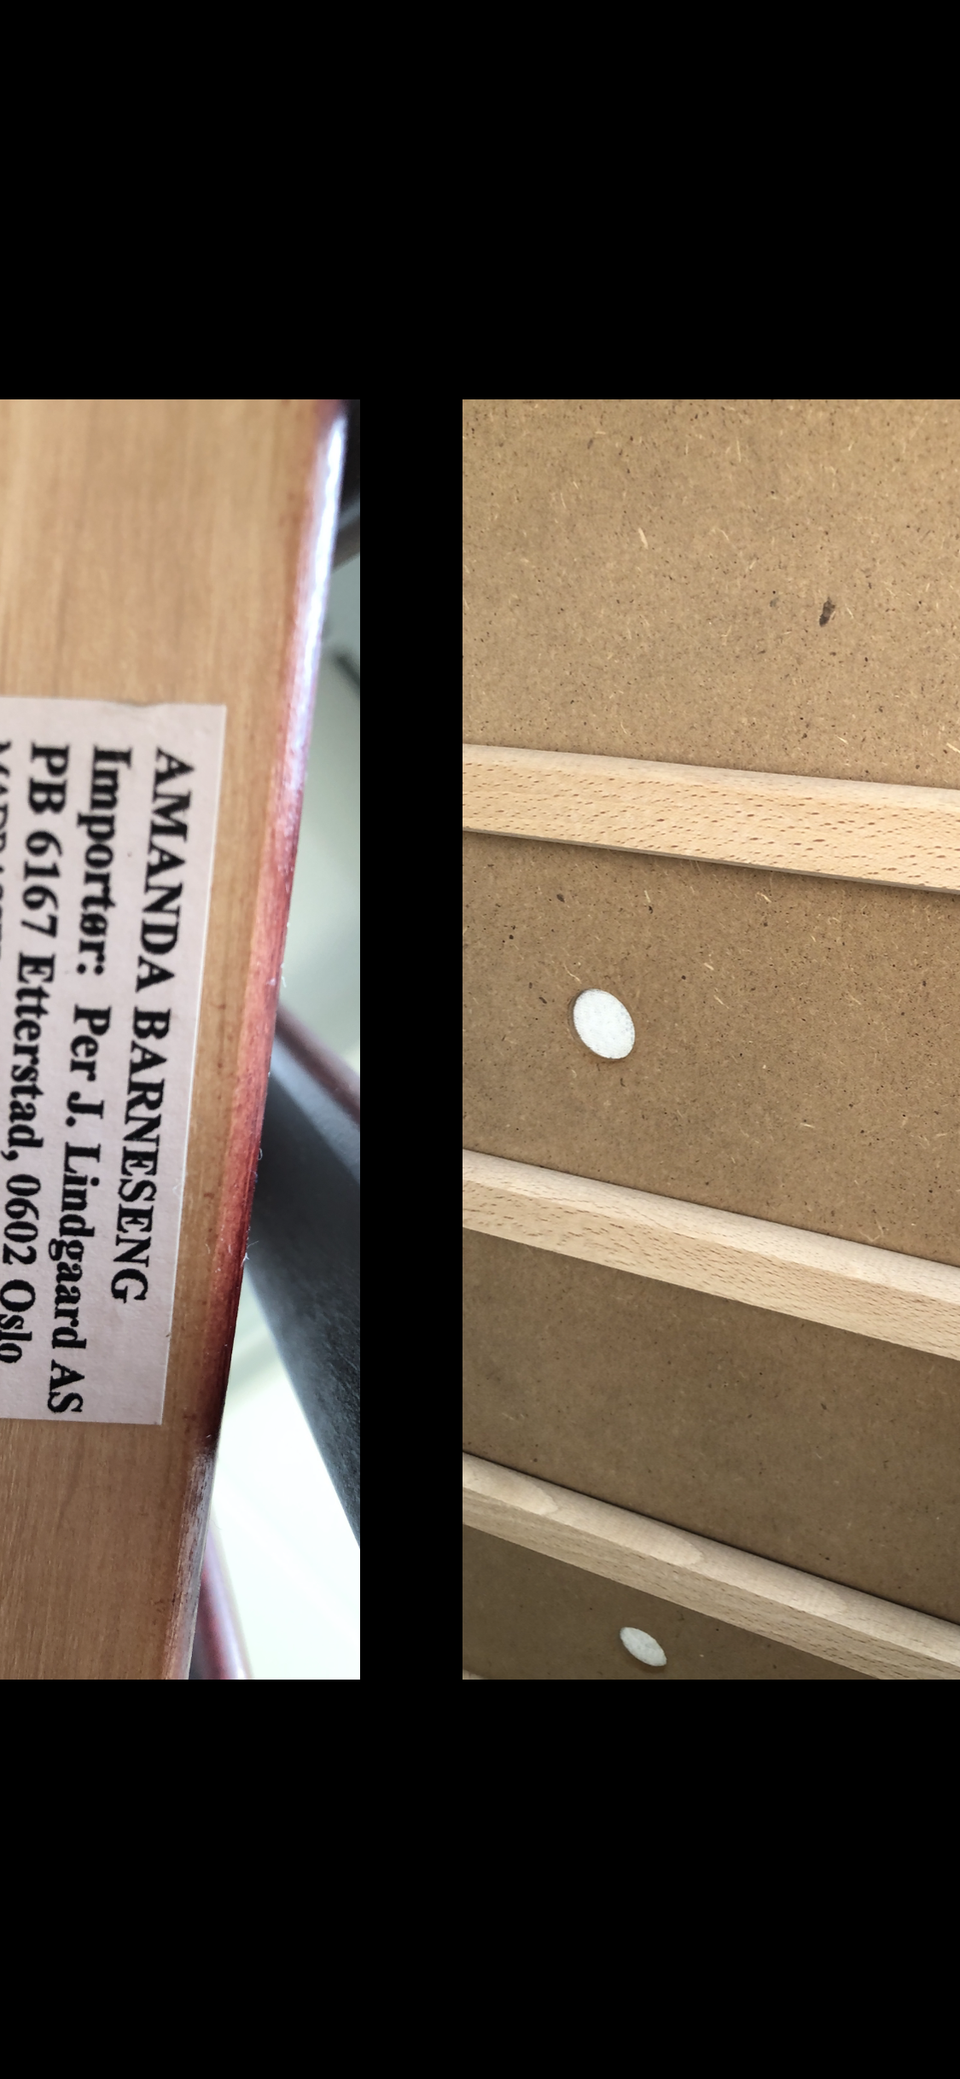 AMANDA BARNESENG
Importør: Per J. Lindgaard AS
PB 6167 Etterstad, 0602 Oslo